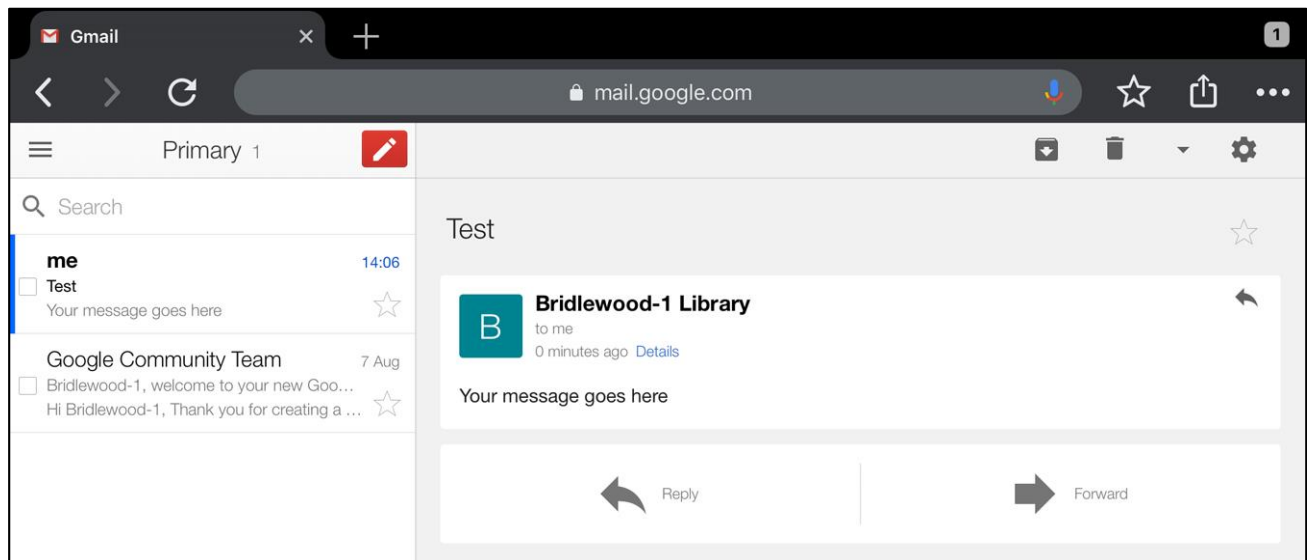 Gmail
1
mail.google.com
Primary 1
Search
me 14:06
Test
Your message goes here
Google Community Team 7 Aug
Bridlewood-1, welcome to your new Goo...
Hi Bridlewood-1, Thank you for creating a ...
Test
B
Bridlewood-1 Library
to me
0 minutes ago Details
Your message goes here
Reply
Forward